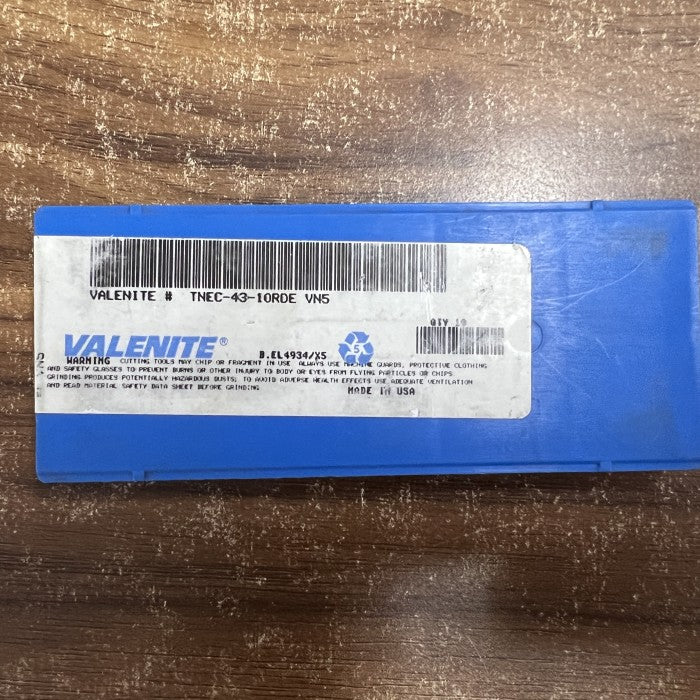 VALENITE # TNEC-43-10RDE VN5
QTY 10
VALENITE® B.EL4934/X5
5
WARNING CUTTING TOOLS MAY CHIP OR FRAGMENT IN USE. ALWAYS USE MACHINE GUARDS, PROTECTIVE CLOTHING
AND SAFETY GLASSES TO PREVENT BURNS OR OTHER INJURY TO BODY OR EYES FROM FLYING PARTICLES OR CHIPS.
GRINDING PRODUCES POTENTIALLY HAZARDOUS DUSTS; TO AVOID ADVERSE HEALTH EFFECTS USE ADEQUATE VENTILATION
AND READ MATERIAL SAFETY DATA SHEET BEFORE GRINDING.
MADE IN USA